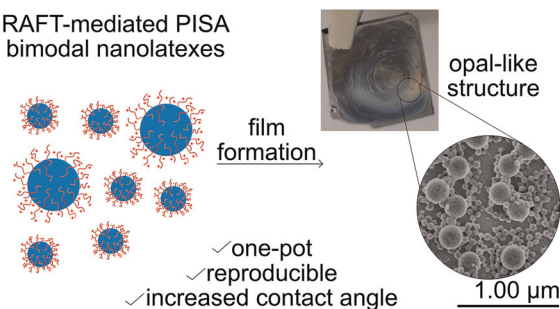 RAFT-mediated PISA
bimodal nanolatexes
film
formation
opal-like
structure
✓one-pot
✓reproducible
✓increased contact angle
1.00 μm